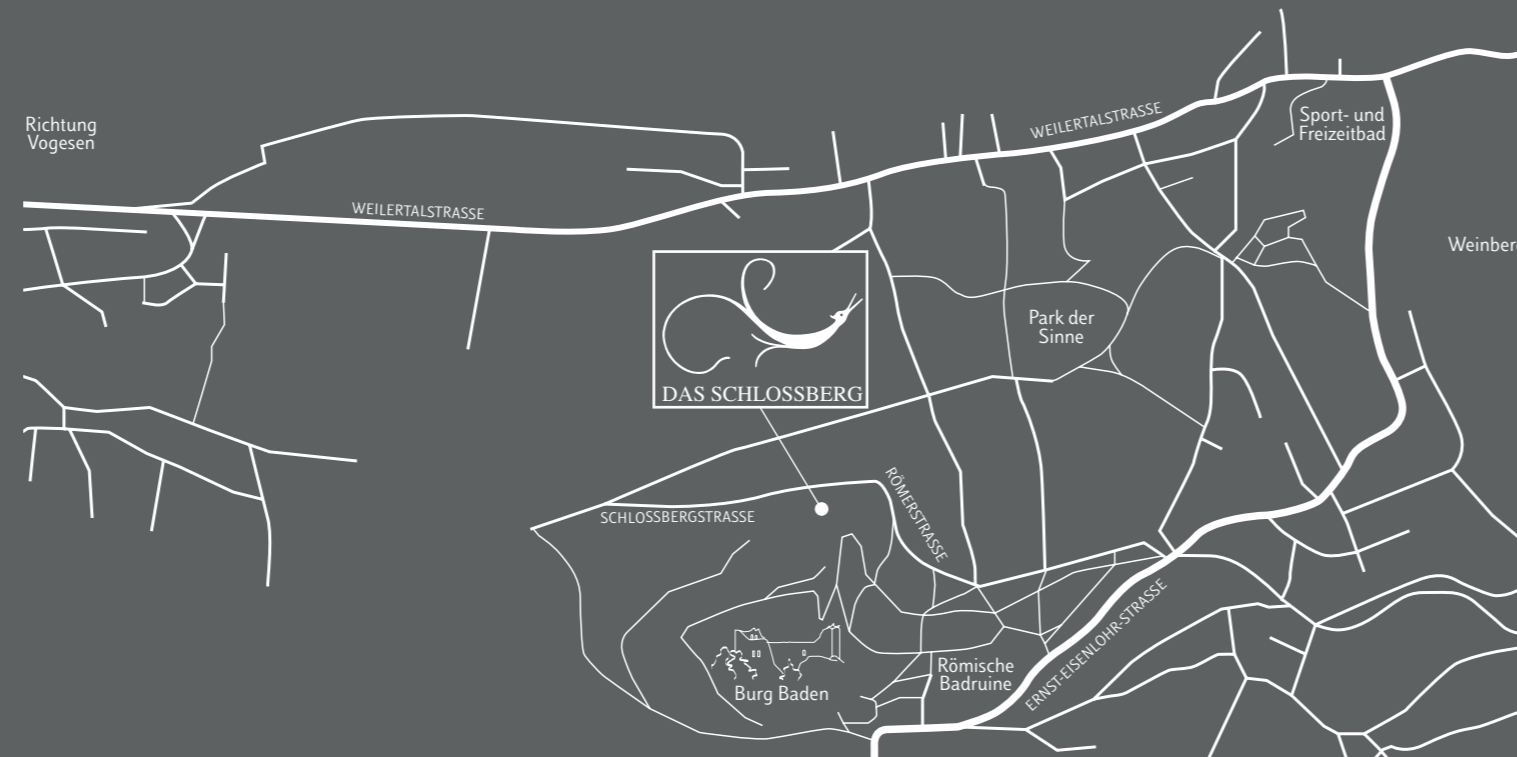 Richtung
Vogesen
WEILERTALSTRASSE
WEILERTALSTRASSE
Sport- und
Freizeitbad
Weinber
DAS SCHLOSSBERG
Park der
Sinne
SCHLOSSBERGSTRASSE
RÖMERSTRASSE
Burg Baden
Römische
Badruine
ERNST-EISENLOHR-STRASSE